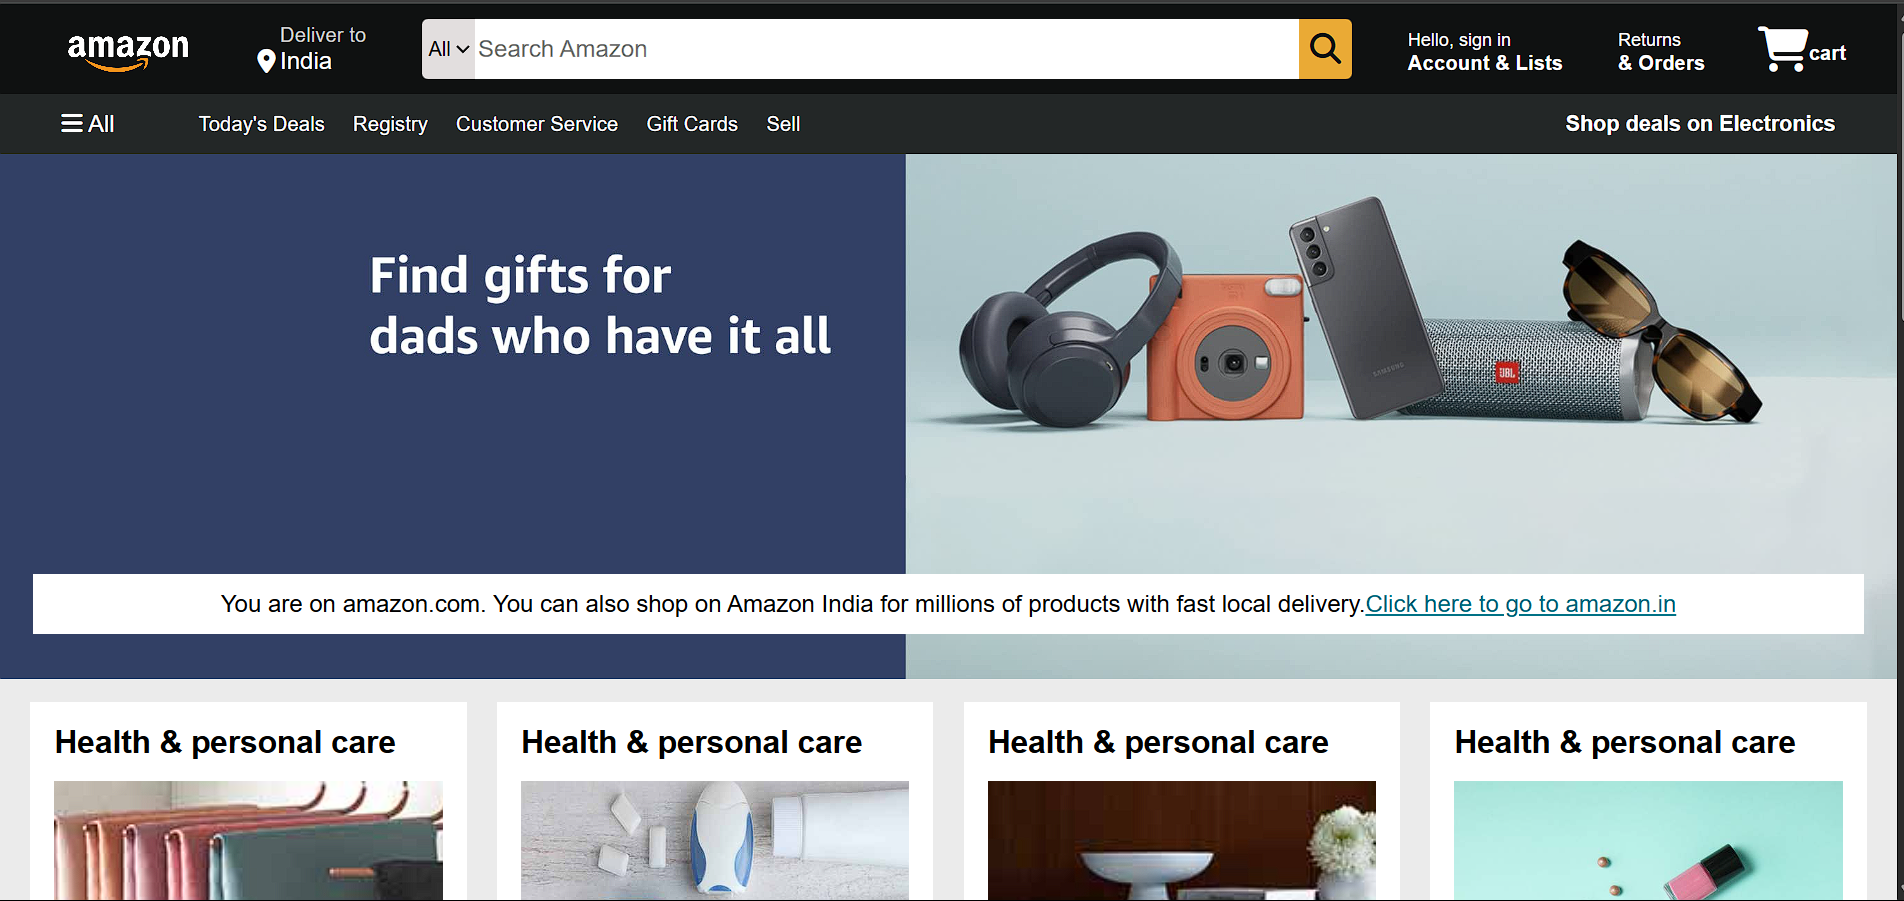 amazon
Deliver to
India
All
Search Amazon
Hello, sign in
Account & Lists
Returns
& Orders
cart
All
Today's Deals
Registry
Customer Service
Gift Cards
Sell
Shop deals on Electronics
Find gifts for
dads who have it all
SAMSUNG
JBL
You are on amazon.com. You can also shop on Amazon India for millions of products with fast local delivery.Click here to go to amazon.in
Health & personal care
Health & personal care
Health & personal care
Health & personal care